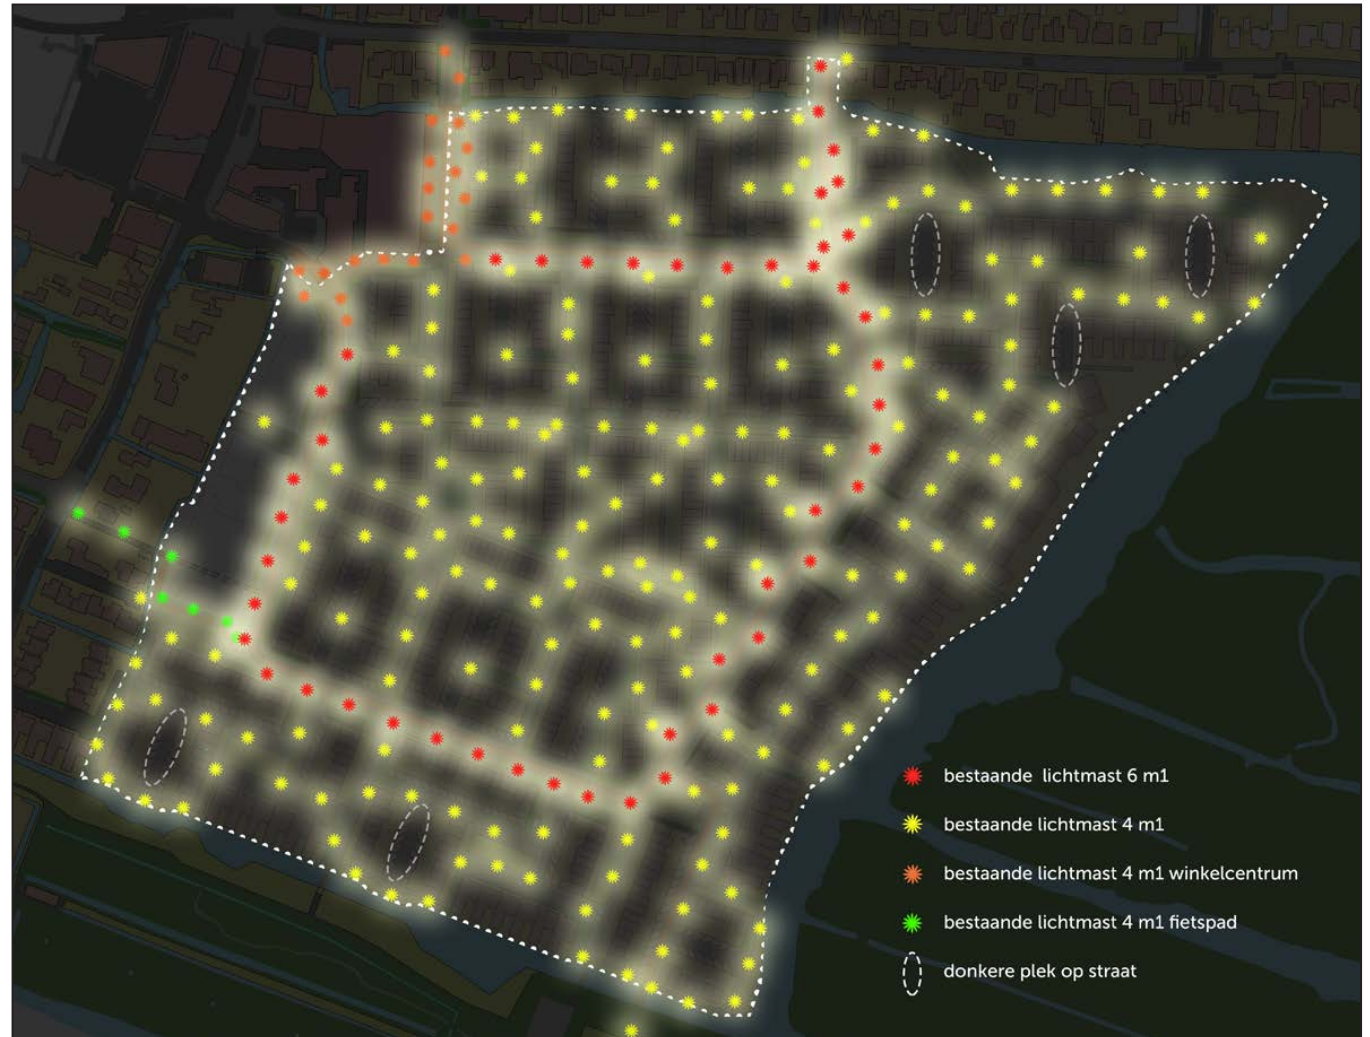 bestaande lichtmast 6 m1
bestaande lichtmast 4 m1
bestaande lichtmast 4 m1 winkelcentrum
bestaande lichtmast 4 m1 fietspad
donkere plek op straat